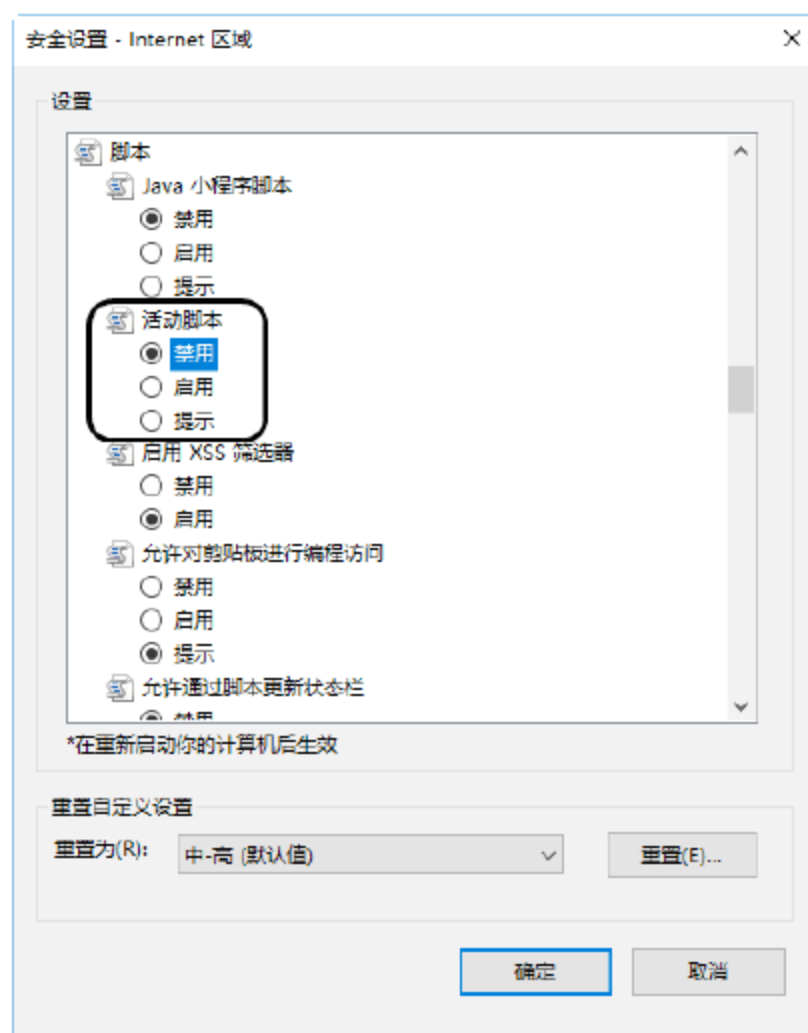 安全设置 - Internet 区域
设置
脚本
Java 小程序脚本
禁用
启用
提示
活动脚本
禁用
启用
提示
启用 XSS 筛选器
禁用
启用
允许对剪贴板进行编程访问
禁用
启用
提示
允许通过脚本更新状态栏
禁用
*在重新启动你的计算机后生效
重置自定义设置
重置为(R):
中-高 (默认值)
重置(E)...
确定
取消